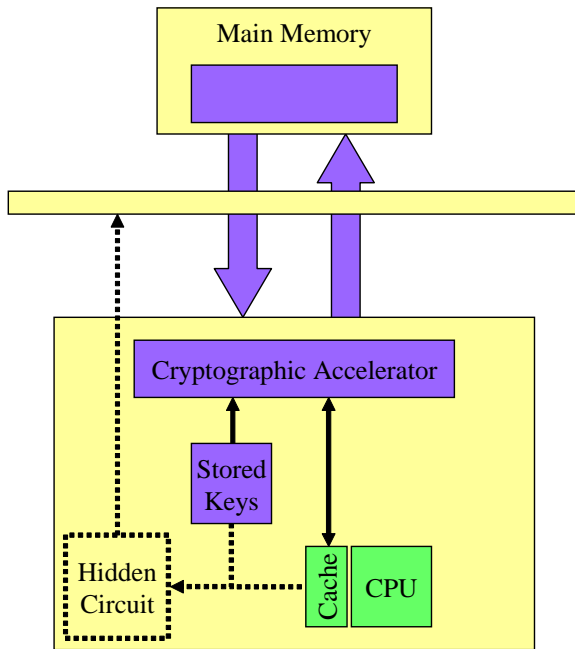 Main Memory
Cryptographic Accelerator
Stored
Keys
Hidden
Circuit
Cache
CPU